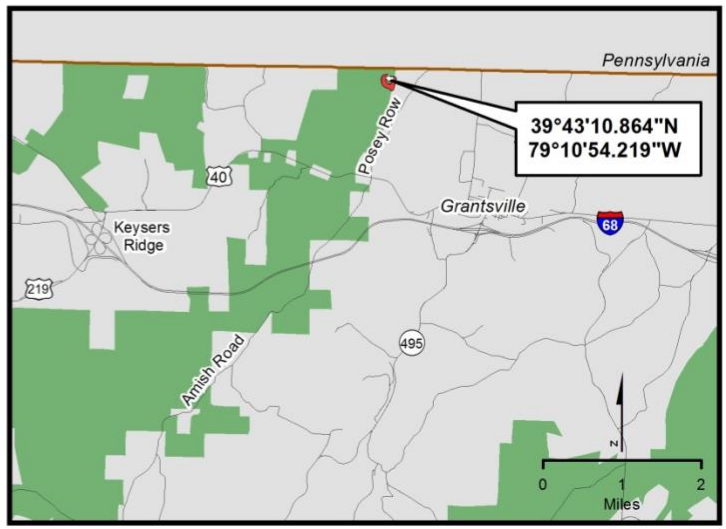 Pennsylvania
39°43'10.864"N
79°10'54.219"W
Posey Row
40
Grantsville
68
Keysers
Ridge
219
495
Amish Road
N
0 1 2
Miles